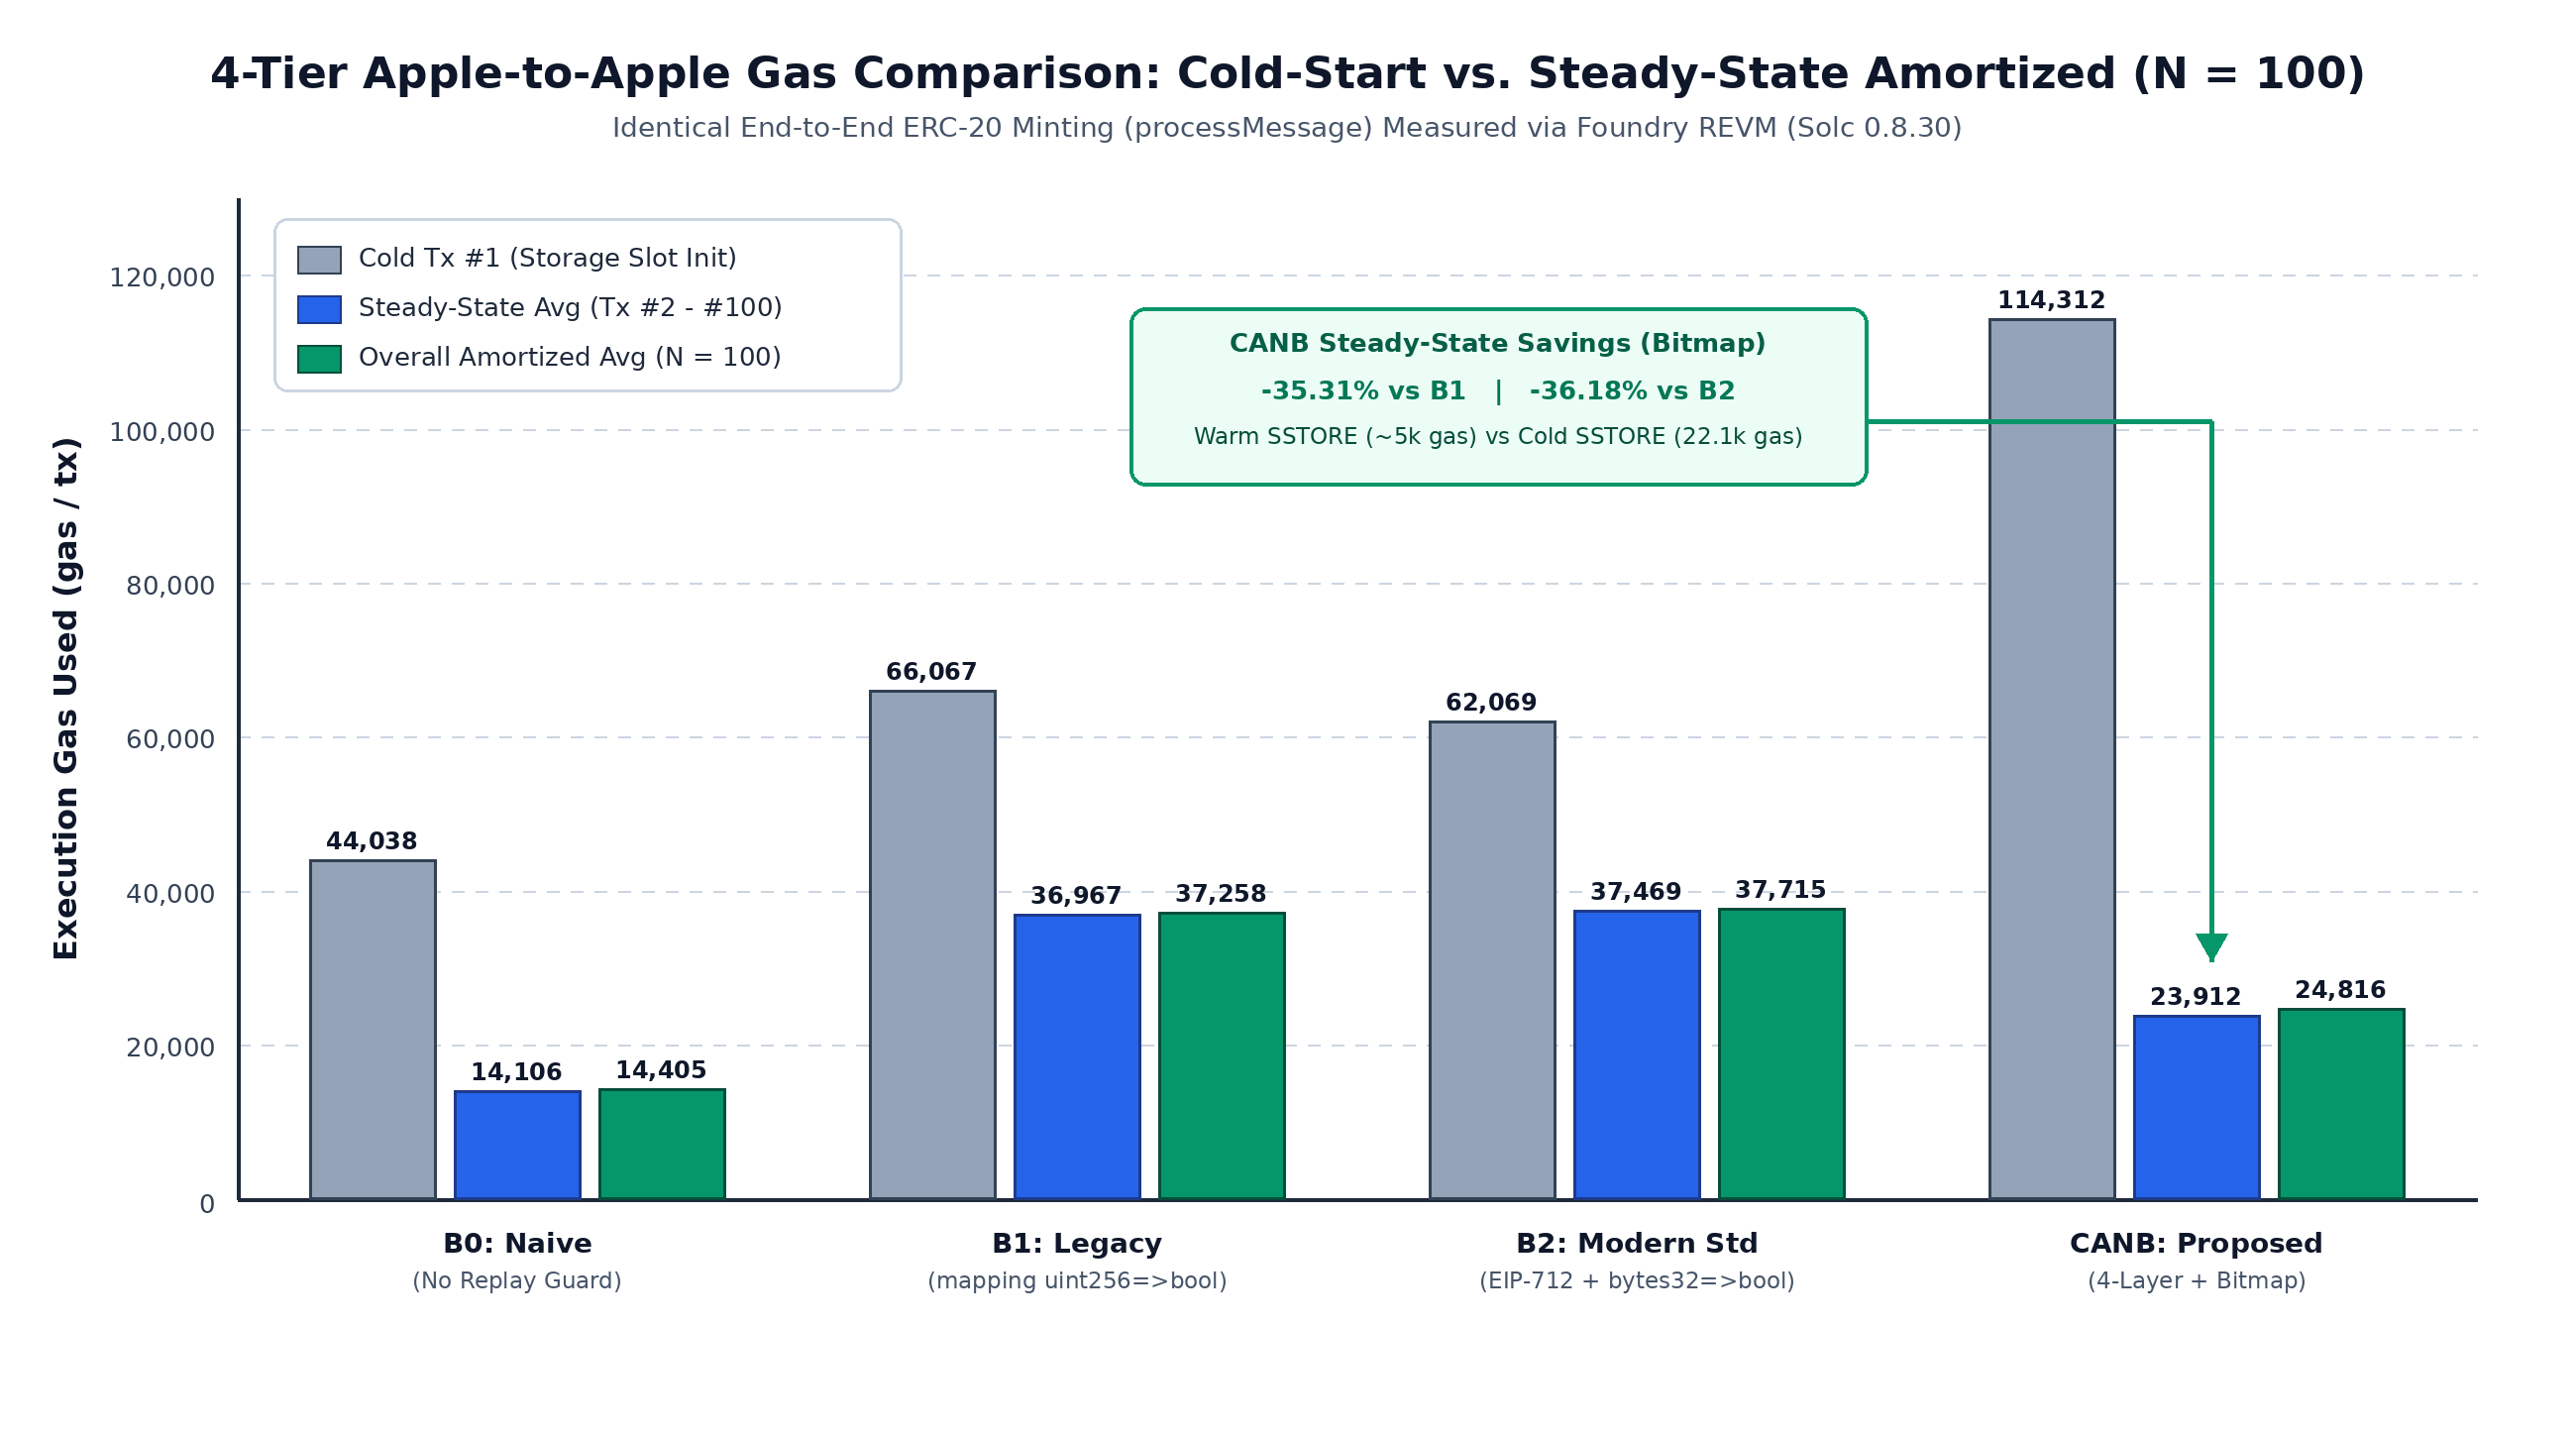 4-Tier Apple-to-Apple Gas Comparison: Cold-Start vs. Steady-State Amortized (N = 100)
Identical End-to-End ERC-20 Minting (processMessage) Measured via Foundry REVM (Solc 0.8.30)
Cold Tx #1 (Storage Slot Init)
Steady-State Avg (Tx #2 - #100)
Overall Amortized Avg (N = 100)
CANB Steady-State Savings (Bitmap)
-35.31% vs B1 | -36.18% vs B2
Warm SSTORE (~5k gas) vs Cold SSTORE (22.1k gas)
Execution Gas Used (gas / tx)
120,000
100,000
80,000
60,000
40,000
20,000
0
44,038
14,106
14,405
66,067
36,967
37,258
62,069
37,469
37,715
114,312
23,912
24,816
B0: Naive
(No Replay Guard)
B1: Legacy
(mapping uint256=>bool)
B2: Modern Std
(EIP-712 + bytes32=>bool)
CANB: Proposed
(4-Layer + Bitmap)